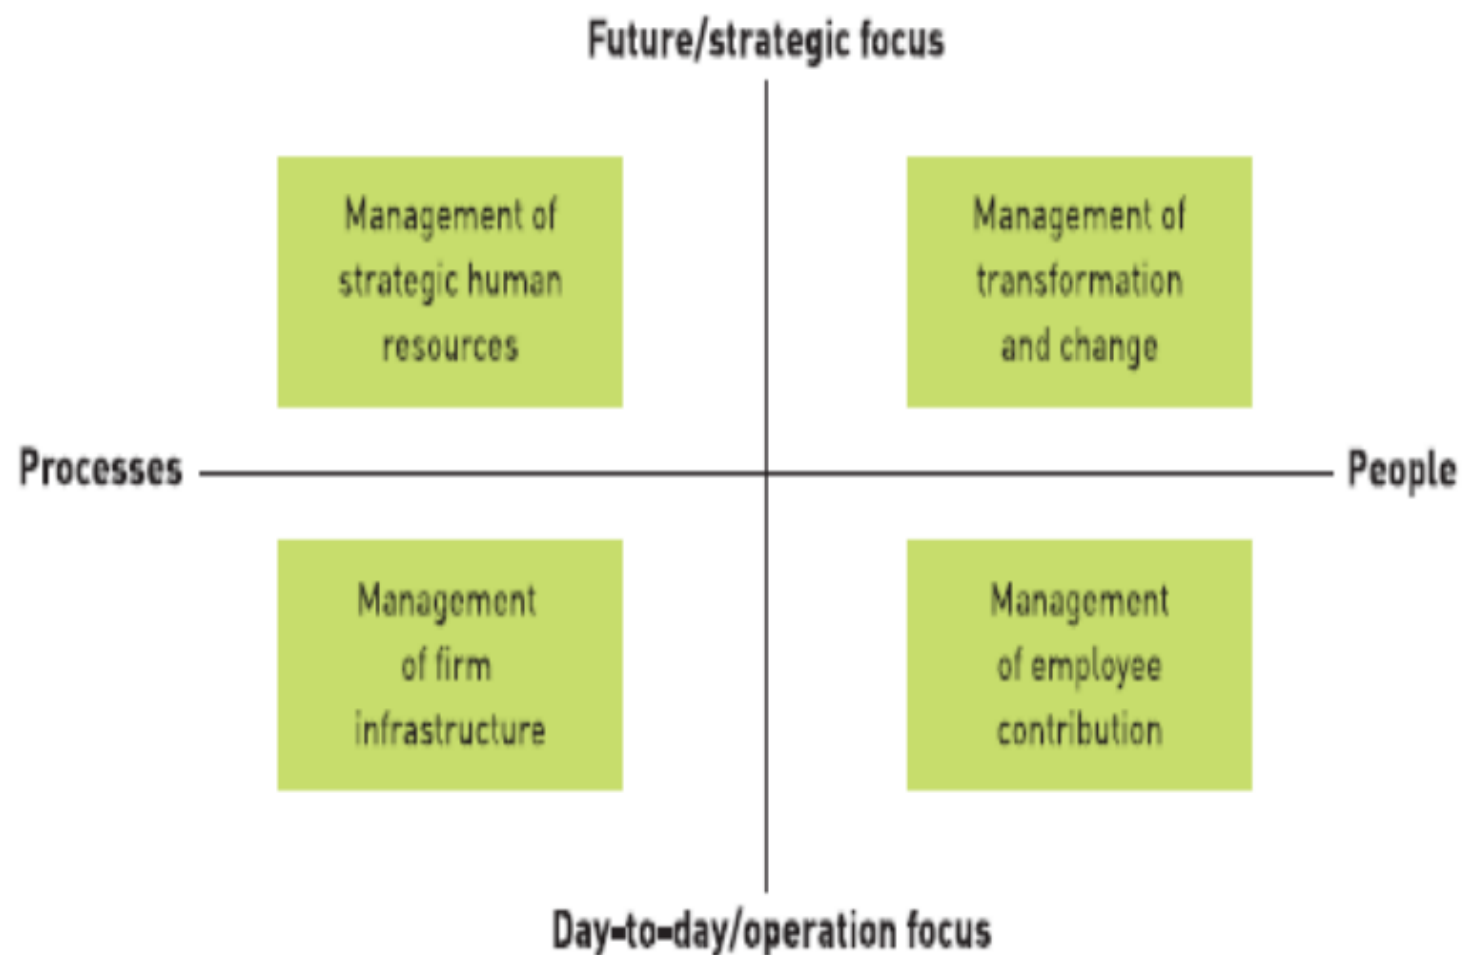 Future/strategic focus
Management of
strategic human
resources
Management of
transformation
and change
Processes
People
Management
of firm
infrastructure
Management
of employee
contribution
Day-to-day/operation focus